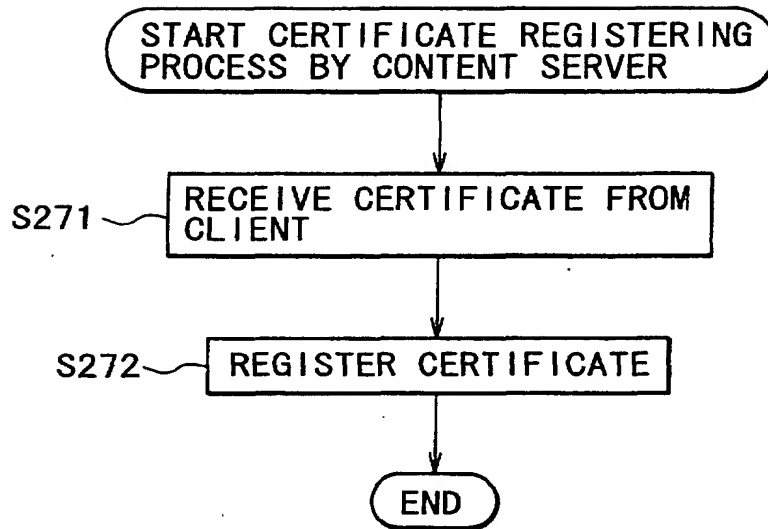 START CERTIFICATE REGISTERING
PROCESS BY CONTENT SERVER
S271
RECEIVE CERTIFICATE FROM
CLIENT
S272
REGISTER CERTIFICATE
END